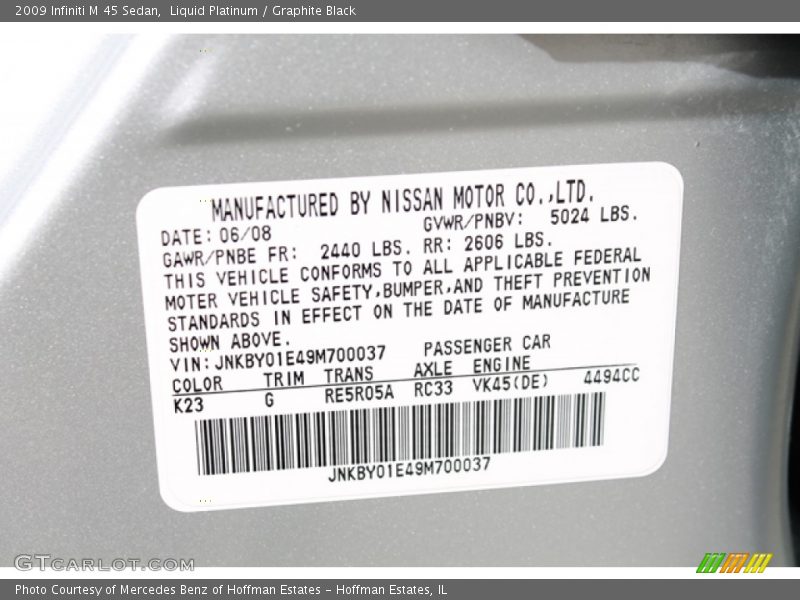 2009 Infiniti M 45 Sedan,  Liquid Platinum / Graphite Black
MANUFACTURED BY NISSAN MOTOR CO.,LTD.
DATE: 06/08 GVWR/PNBV: 5024 LBS.
GAWR/PNBE FR: 2440 LBS. RR: 2606 LBS.
THIS VEHICLE CONFORMS TO ALL APPLICABLE FEDERAL
MOTER VEHICLE SAFETY,BUMPER,AND THEFT PREVENTION
STANDARDS IN EFFECT ON THE DATE OF MANUFACTURE
SHOWN ABOVE.
VIN: JNKBY01E49M700037 PASSENGER CAR
COLOR TRIM TRANS AXLE ENGINE
K23 G RE5R05A RC33 VK45(DE) 4494CC
JNKBY01E49M700037
GTCARLOT.COM
Photo Courtesy of Mercedes Benz of Hoffman Estates - Hoffman Estates, IL